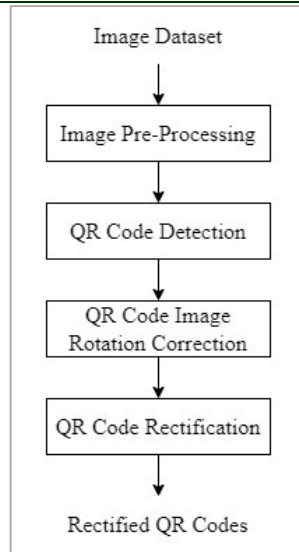 Image Dataset
Image Pre-Processing
QR Code Detection
QR Code Image
Rotation Correction
QR Code Rectification
Rectified QR Codes